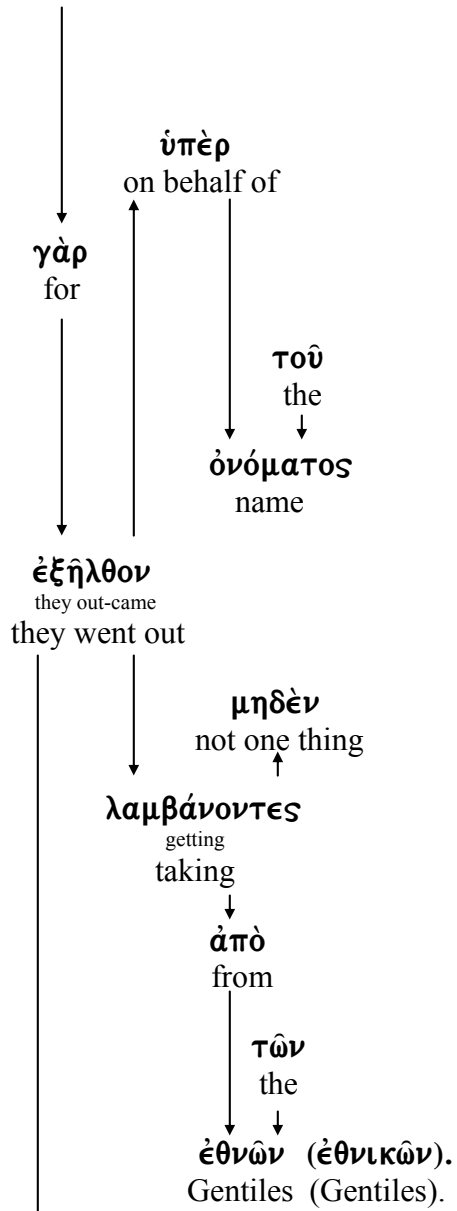 ὑπὲρ
on behalf of
γὰρ
for
τοῦ
the
ὀνόματος
name
ἐξῆλθον
they out-came
they went out
μηδὲν
not one thing
λαμβάνοντες
getting
taking
ἀπὸ
from
τῶν
the
ἐθνῶν (ἐθνικῶν).
Gentiles (Gentiles).